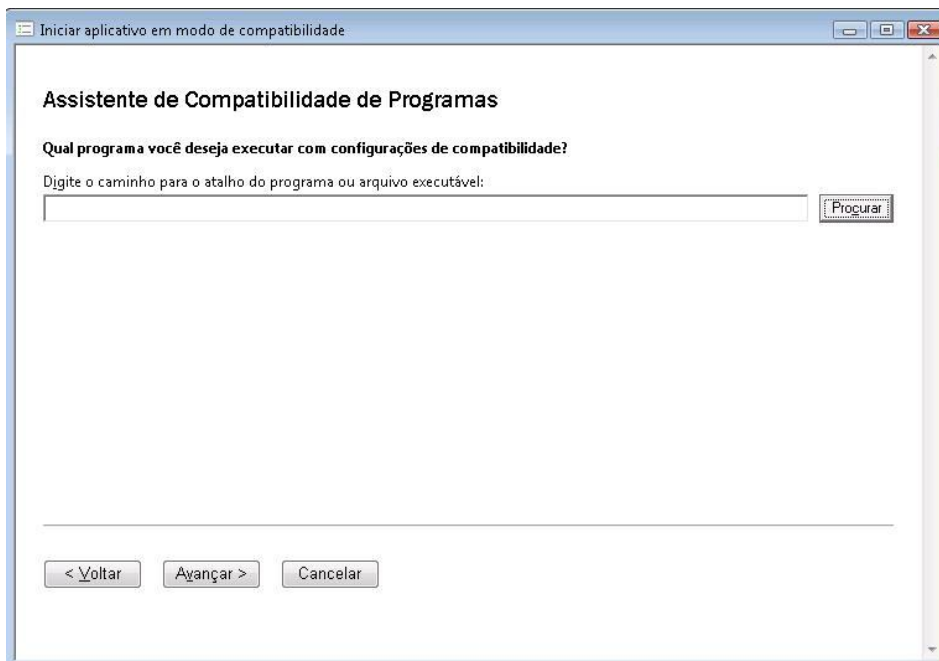 Iniciar aplicativo em modo de compatibilidade
Assistente de Compatibilidade de Programas
Qual programa você deseja executar com configurações de compatibilidade?
Digite o caminho para o atalho do programa ou arquivo executável:
Procurar
< Voltar Avançar > Cancelar